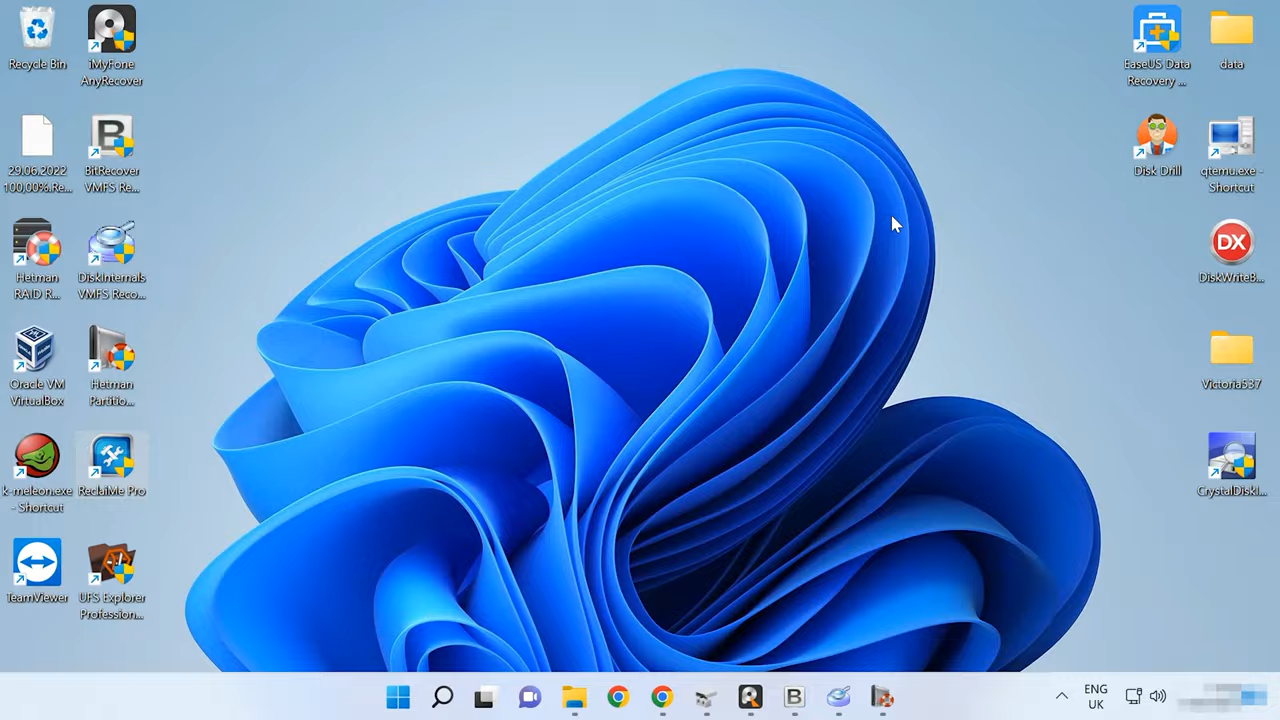 Recycle Bin
iMyFone
AnyRecover
29.06.2022
100,00%.Re...
BitRecover
VMFS Re...
Hetman
RAID R...
DiskInternals
VMFS Reco...
Oracle VM
VirtualBox
Hetman
Partitio...
k-meleon.exe
- Shortcut
ReclaiMe Pro
TeamViewer
UFS Explorer
Profession...
EaseUS Data
Recovery ...
data
Disk Drill
qtemu.exe -
Shortcut
DX
DiskWriteB...
Victoria537
CrystalDiskI...
B
B
ENG
UK